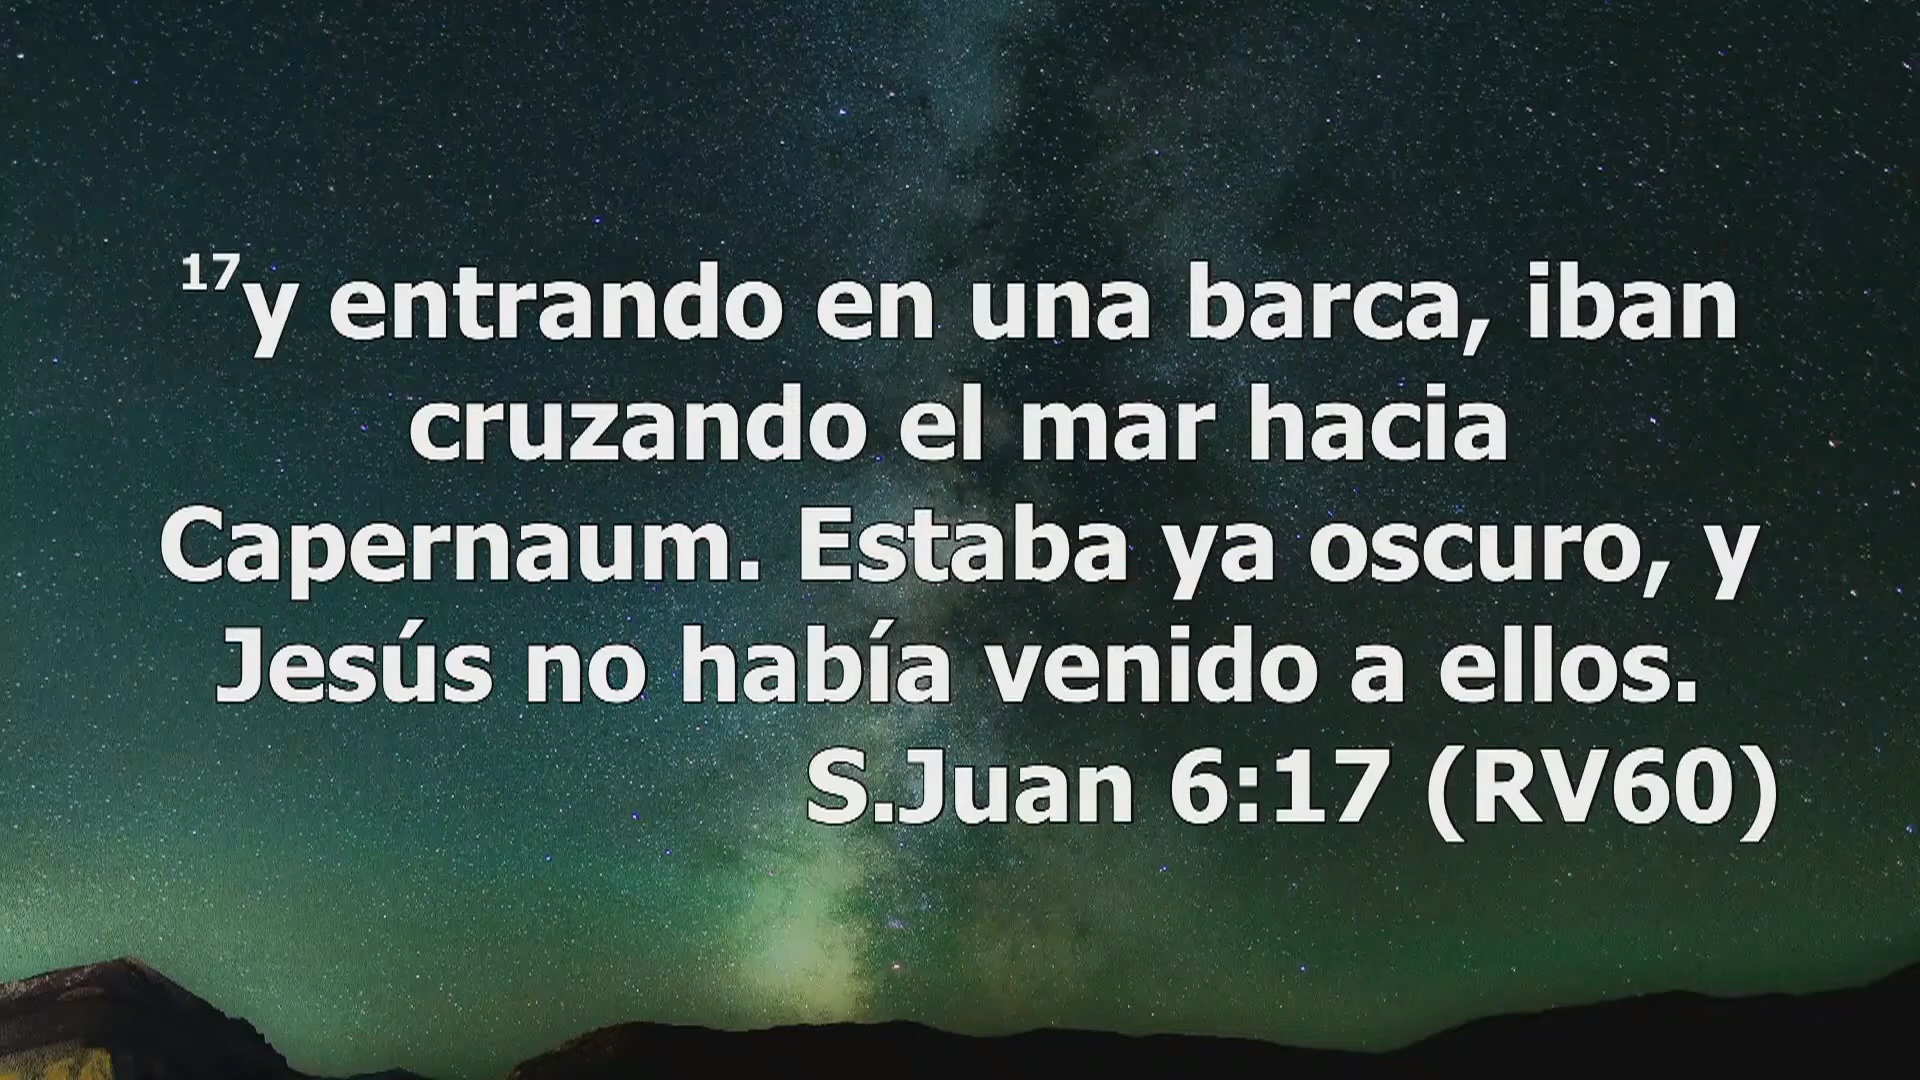 17y entrando en una barca, iban
cruzando el mar hacia
Capernaum. Estaba ya oscuro, y
Jesús no había venido a ellos.
S.Juan 6:17 (RV60)